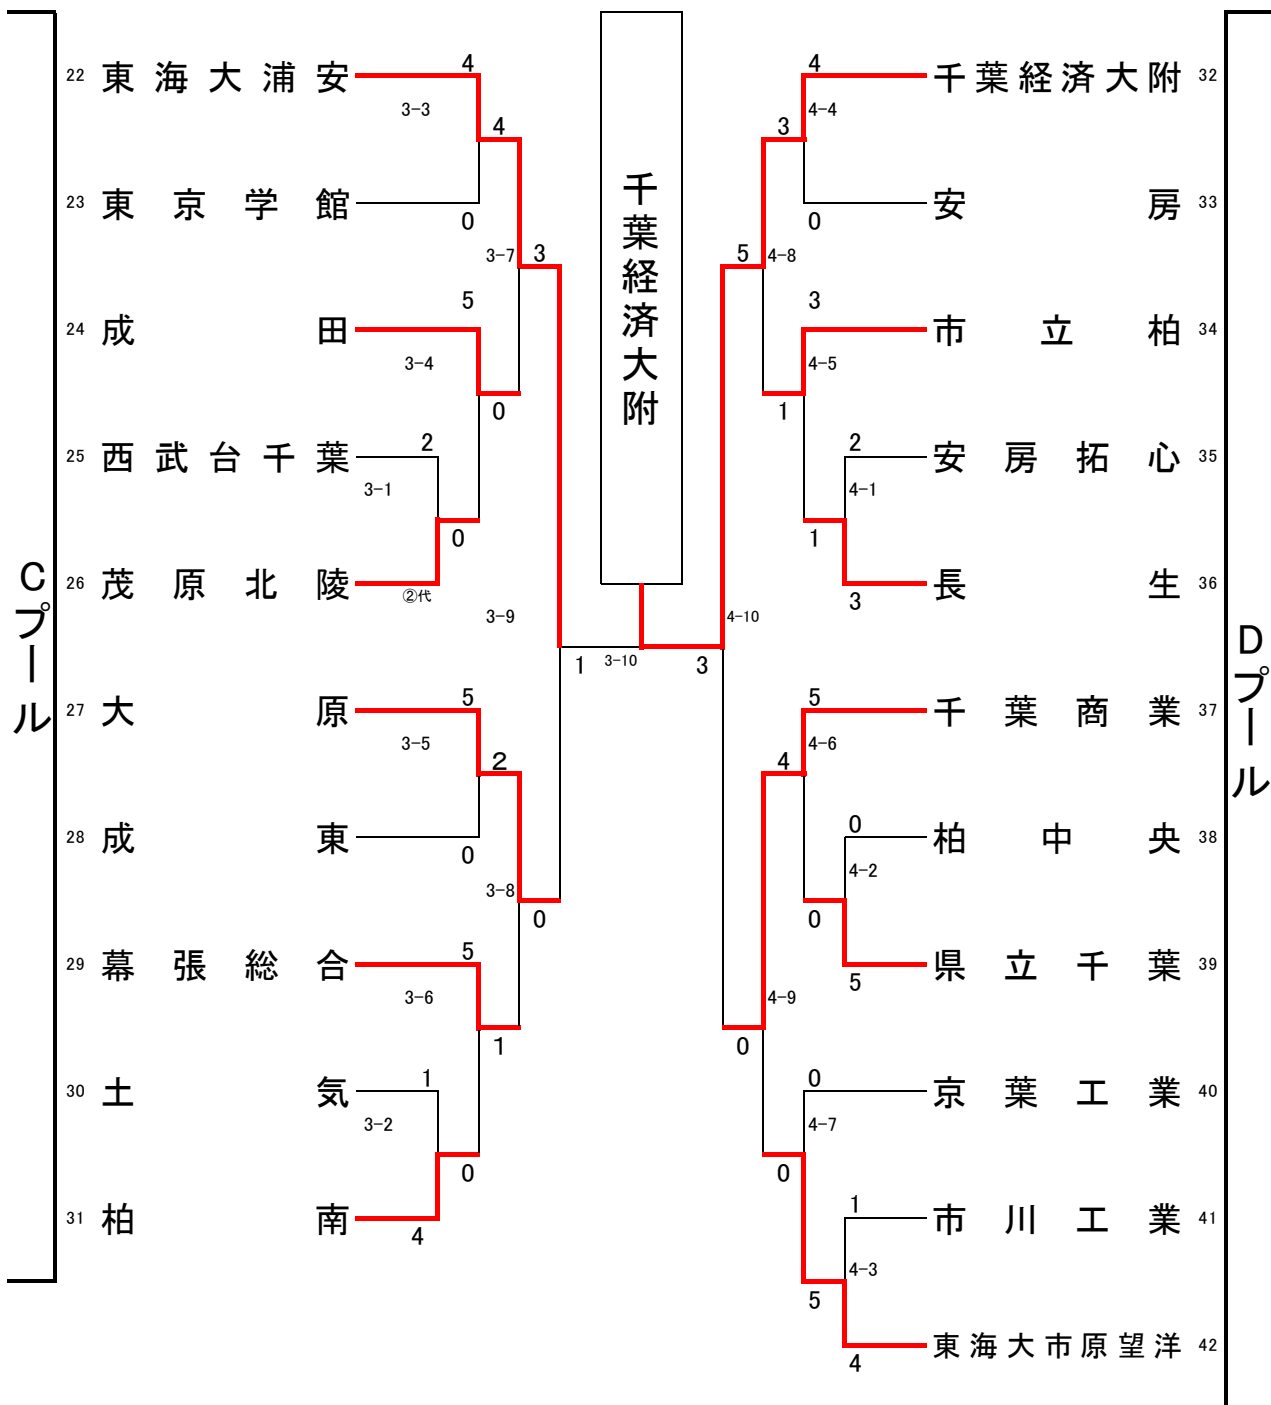 Cプール
22 東海大浦安 4
3-3
4
23 東京学館 0
3-7 3
24 成田 5
3-4
0
25 西武台千葉 2
3-1
0
26 茂原北陵
②代
3-9
1 3-10 3
27 大原 5
3-5
2
28 成東 0
3-8
0
29 幕張総合 5
3-6
1
30 土気 1
3-2
0
31 柏南 4
千葉経済大附
Dプール
4 千葉経済大附 32
4-4
3
0 安房 33
5 4-8
3 市立柏 34
4-5
1
2 安房拓心 35
4-1
1
3 長生 36
4-10
5 千葉商業 37
4-6
4
0 柏中央 38
4-2
0
5 県立千葉 39
4-9
0
0 京葉工業 40
4-7
0
1 市川工業 41
4-3
5
4 東海大市原望洋 42